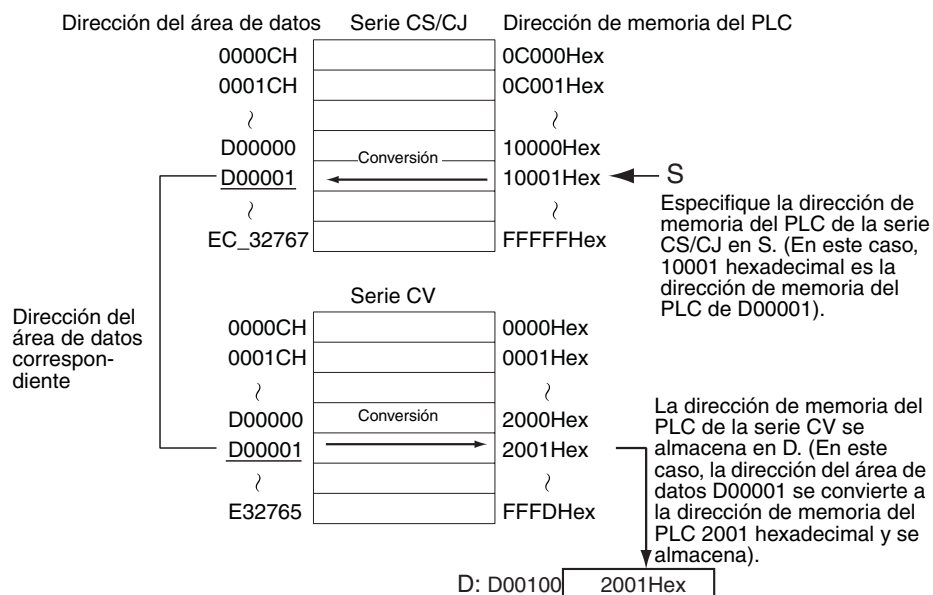 Dirección del área de datos Serie CS/CJ Dirección de memoria del PLC
0000CH 0C000Hex
0001CH 0C001Hex
D00000 10000Hex
Conversión
D00001 10001Hex S
EC_32767 FFFFFHex
Especifique la dirección de
memoria del PLC de la serie
CS/CJ en S. (En este caso,
10001 hexadecimal es la
dirección de memoria del
PLC de D00001).
Dirección del
área de datos
correspon-
diente
Serie CV
0000CH 0000Hex
0001CH 0001Hex
D00000 Conversión 2000Hex
D00001 2001Hex
E32765 FFFDHex
La dirección de memoria del
PLC de la serie CV se
almacena en D. (En este
caso, la dirección del área de
datos D00001 se convierte a
la dirección de memoria del
PLC 2001 hexadecimal y se
almacena).
D: D00100 2001Hex